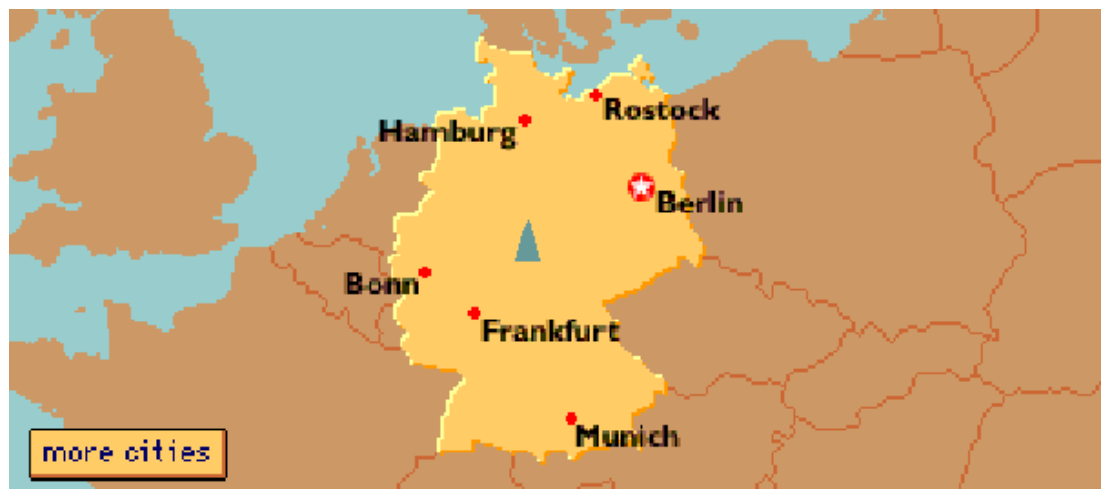 Rostock
Hamburg
Berlin
Bonn
Frankfurt
Munich
more cities